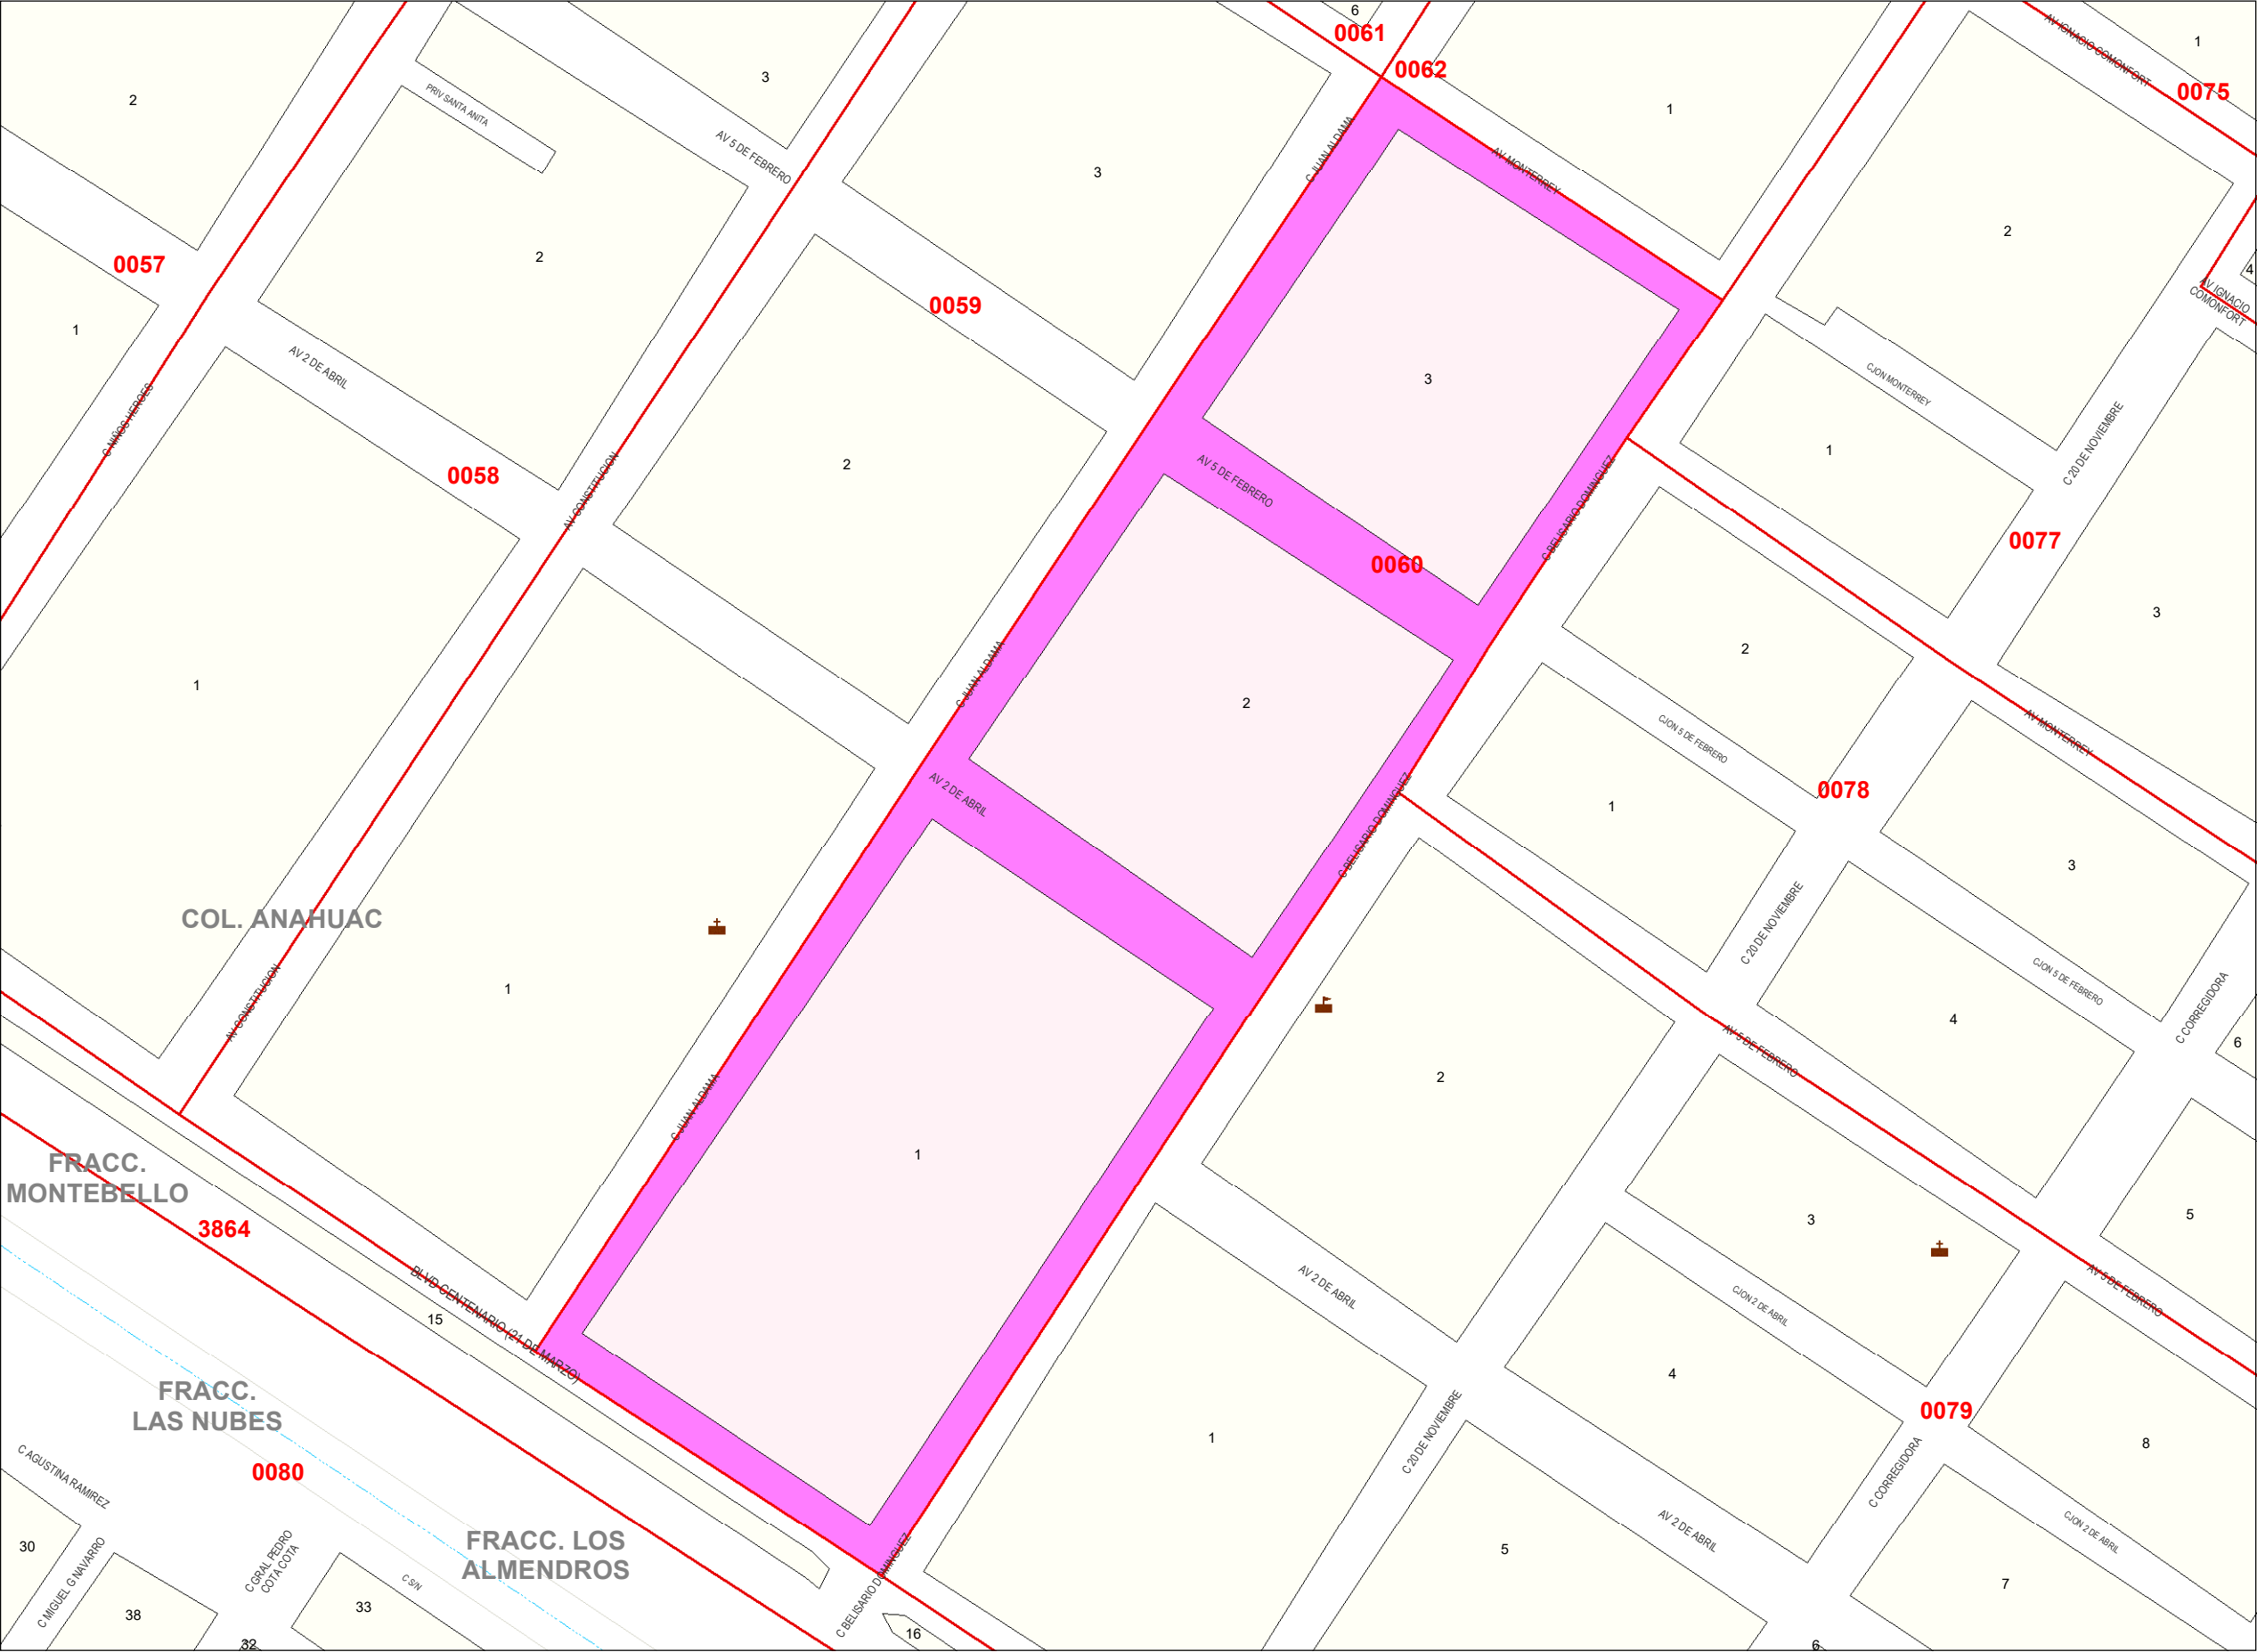 6
0061
1
AV IGNACIO COMONFORT
0062
0075
3
2
PRIV SANTA ANITA
1
AV 5 DE FEBRERO
C JUAN ALDAMA
AV MONTERREY
3
2
2
0057
4
AV IGNACIO
COMONFORT
0059
1
AV 2 DE ABRIL
3
CJON MONTERREY
C NIÑOS HEROES
C 20 DE NOVIEMBRE
1
2
0058
AV CONSTITUCION
AV 5 DE FEBRERO
C BELISARIO DOMINGUEZ
0077
0060
3
2
C JUAN ALDAMA
1
2
AV MONTERREY
CJON 5 DE FEBRERO
0078
AV 2 DE ABRIL
C BELISARIO DOMINGUEZ
1
3
COL. ANAHUAC
C 20 DE NOVIEMBRE
1
AV CONSTITUCION
CJON 5 DE FEBRERO
C CORREGIDORA
4
6
AV 5 DE FEBRERO
2
C JUAN ALDAMA
1
FRACC.
MONTEBELLO
3864
5
3
AV 2 DE ABRIL
AV 5 DE FEBRERO
CJON 2 DE ABRIL
BLVD CENTENARIO (21 DE MARZO)
15
4
FRACC.
LAS NUBES
0079
C 20 DE NOVIEMBRE
1
8
C CORREGIDORA
0080
C AGUSTINA RAMIREZ
FRACC. LOS
ALMENDROS
AV 2 DE ABRIL
CJON 2 DE ABRIL
30
5
C MIGUEL G NAVARRO
C GRAL PEDRO
COTA COTA
C S/N
C BELISARIO DOMINGUEZ
7
38
33
16
32
6